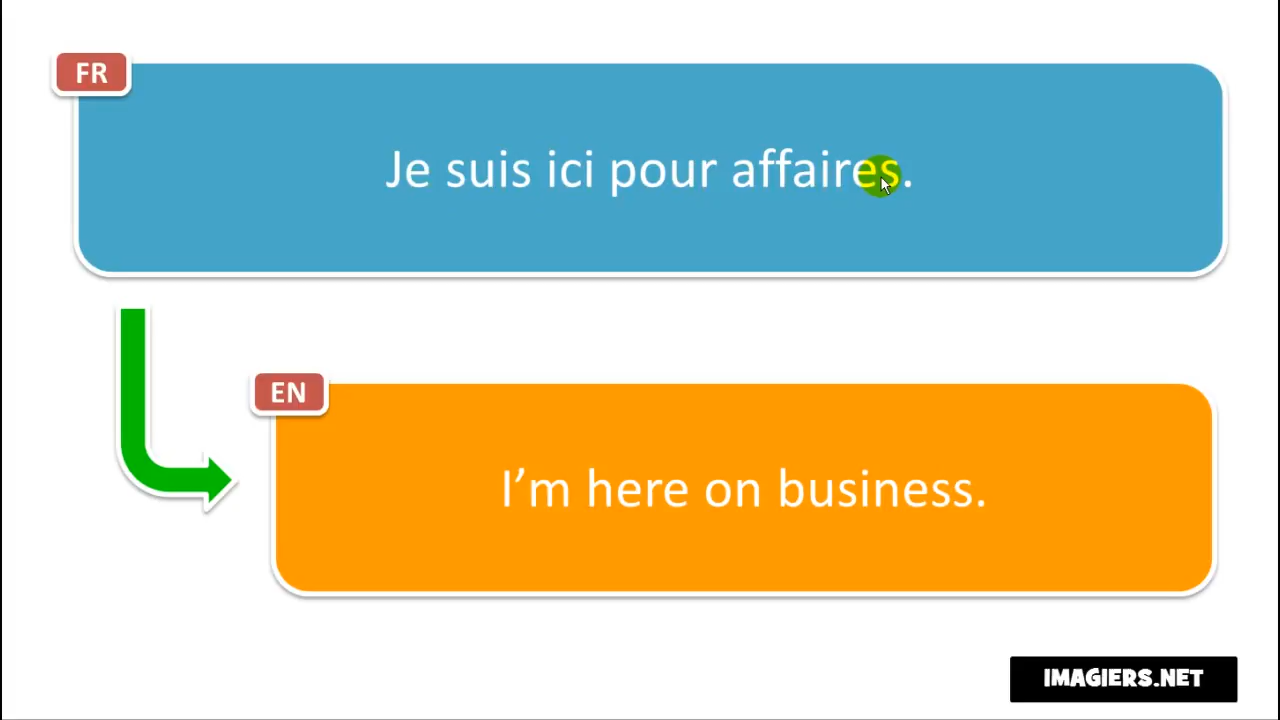 FR
Je suis ici pour affaires.
EN
I’m here on business.
IMAGIERS.NET